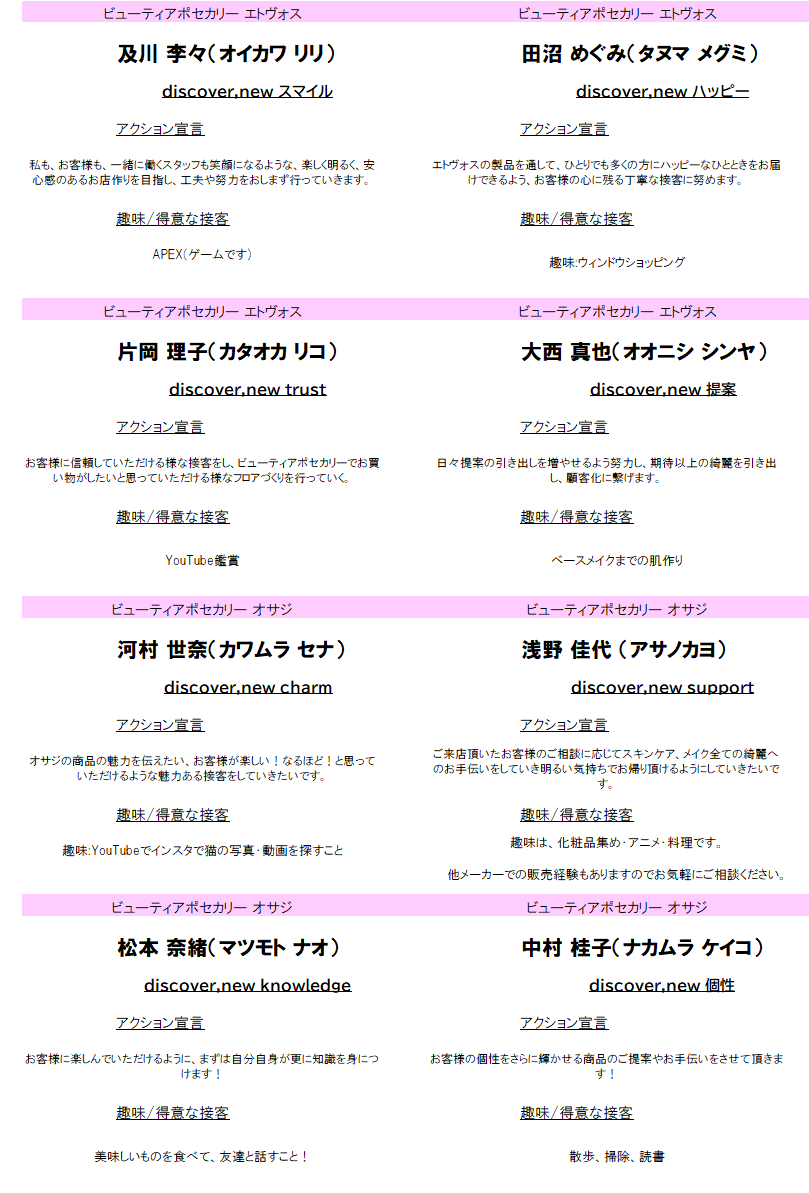 ビューティアポセカリー エトヴォス
及川 李々（オイカワ リリ）
discover,new スマイル
アクション宣言
私も、お客様も、一緒に働くスタッフも笑顔になるような、楽しく明るく、安
心感のあるお店作りを目指し、工夫や努力をおしまず行っていきます。
趣味/得意な接客
APEX（ゲームです）
ビューティアポセカリー エトヴォス
田沼 めぐみ（タヌマ メグミ）
discover,new ハッピー
アクション宣言
エトヴォスの製品を通して、ひとりでも多くの方にハッピーなひとときをお届
けできるよう、お客様の心に残る丁寧な接客に努めます。
趣味/得意な接客
趣味:ウィンドウショッピング
ビューティアポセカリー エトヴォス
片岡 理子（カタオカ リコ）
discover,new trust
アクション宣言
お客様に信頼していただける様な接客をし、ビューティアポセカリーでお買
い物がしたいと思っていただける様なフロアづくりを行っていく。
趣味/得意な接客
YouTube鑑賞
ビューティアポセカリー エトヴォス
大西 真也（オオニシ シンヤ）
discover,new 提案
アクション宣言
日々提案の引き出しを増やせるよう努力し、期待以上の綺麗を引き出
し、顧客化に繋げます。
趣味/得意な接客
ベースメイクまでの肌作り
ビューティアポセカリー オサジ
河村 世奈（カワムラ セナ）
discover,new charm
アクション宣言
オサジの商品の魅力を伝えたい、お客様が楽しい！なるほど！と思って
いただけるような魅力ある接客をしていきたいです。
趣味/得意な接客
趣味:YouTubeでインスタで猫の写真・動画を探すこと
ビューティアポセカリー オサジ
浅野 佳代 （アサノカヨ）
discover,new support
アクション宣言
ご来店頂いたお客様のご相談に応じてスキンケア、メイク全ての綺麗へ
のお手伝いをしていき明るい気持ちでお帰り頂けるようにしていきたいで
す。
趣味/得意な接客
趣味は、化粧品集め・アニメ・料理です。
他メーカーでの販売経験もありますのでお気軽にご相談ください。
ビューティアポセカリー オサジ
松本 奈緒（マツモト ナオ）
discover,new knowledge
アクション宣言
お客様に楽しんでいただけるように、まずは自分自身が更に知識を身につ
けます！
趣味/得意な接客
美味しいものを食べて、友達と話すこと！
ビューティアポセカリー オサジ
中村 桂子（ナカムラ ケイコ）
discover,new 個性
アクション宣言
お客様の個性をさらに輝かせる商品のご提案やお手伝いをさせて頂きま
す！
趣味/得意な接客
散歩、掃除、読書